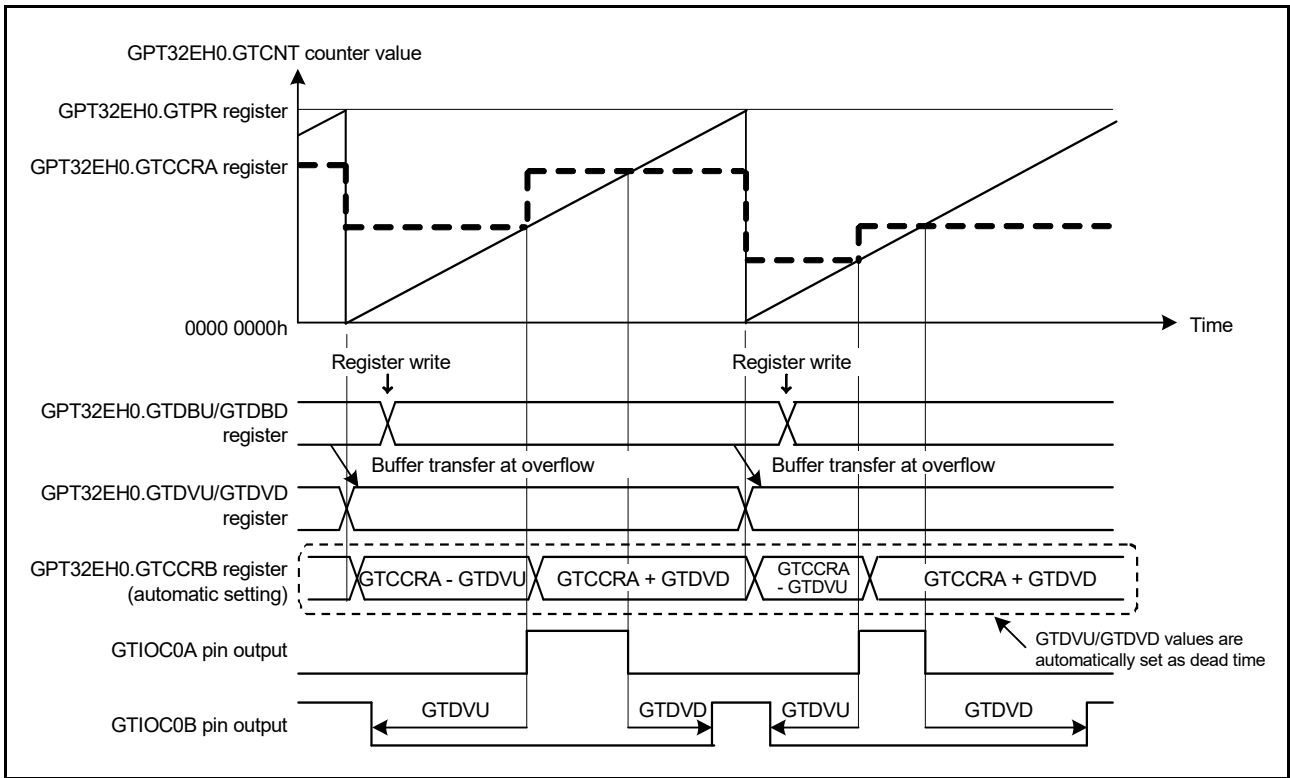 GPT32EH0.GTCNT counter value
GPT32EH0.GTPR register
GPT32EH0.GTCCRA register
0000 0000h
Time
Register write
Register write
GPT32EH0.GTDBU/GTDBD
register
Buffer transfer at overflow
Buffer transfer at overflow
GPT32EH0.GTDVU/GTDVD
register
GPT32EH0.GTCCRB register
(automatic setting)
GTCCRA - GTDVU
GTCCRA + GTDVD
GTCCRA
- GTDVU
GTCCRA + GTDVD
GTIOC0A pin output
GTDVU/GTDVD values are
automatically set as dead time
GTIOC0B pin output
GTDVU
GTDVD
GTDVU
GTDVD